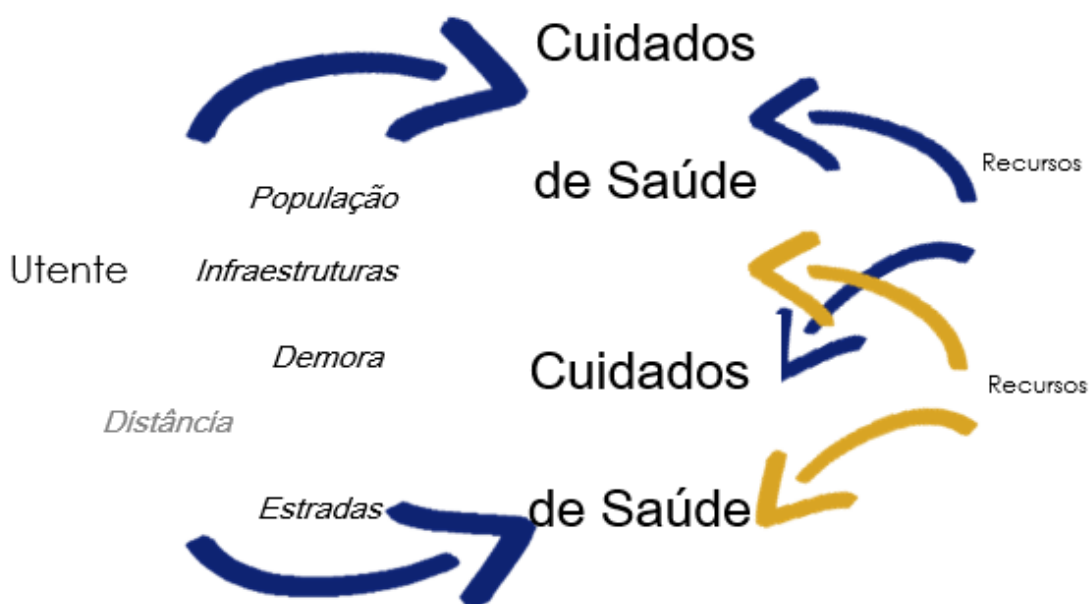 Cuidados
de Saúde
Recursos
População
Utente
Infraestruturas
Demora
Cuidados
Recursos
Distância
Estradas
de Saúde